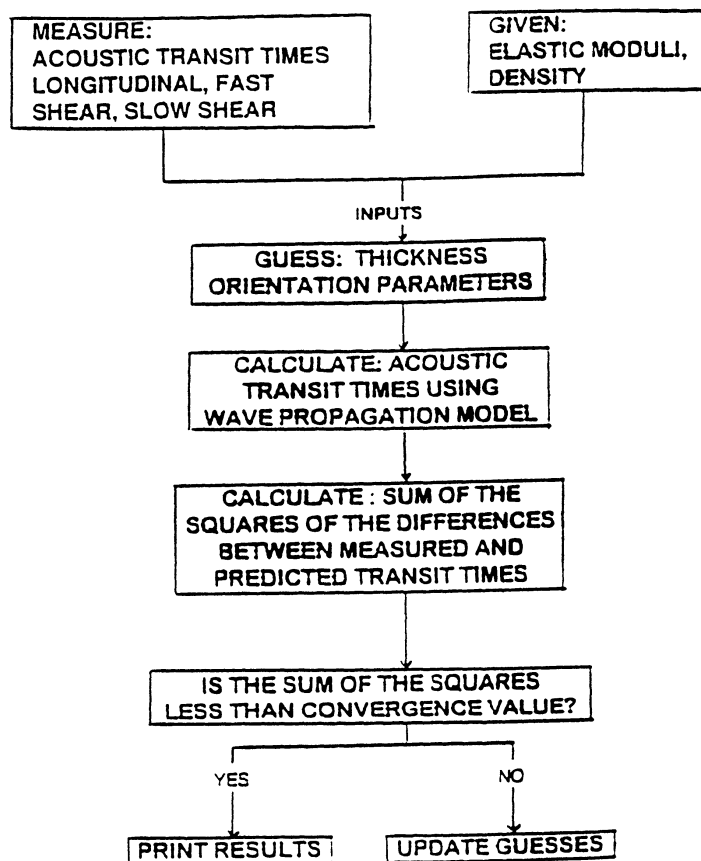 MEASURE:
ACOUSTIC TRANSIT TIMES
LONGITUDINAL, FAST
SHEAR, SLOW SHEAR
GIVEN:
ELASTIC MODULI,
DENSITY
INPUTS
GUESS: THICKNESS
ORIENTATION PARAMETERS
CALCULATE: ACOUSTIC
TRANSIT TIMES USING
WAVE PROPAGATION MODEL
CALCULATE : SUM OF THE
SQUARES OF THE DIFFERENCES
BETWEEN MEASURED AND
PREDICTED TRANSIT TIMES
IS THE SUM OF THE SQUARES
LESS THAN CONVERGENCE VALUE?
YES
NO
PRINT RESULTS
UPDATE GUESSES